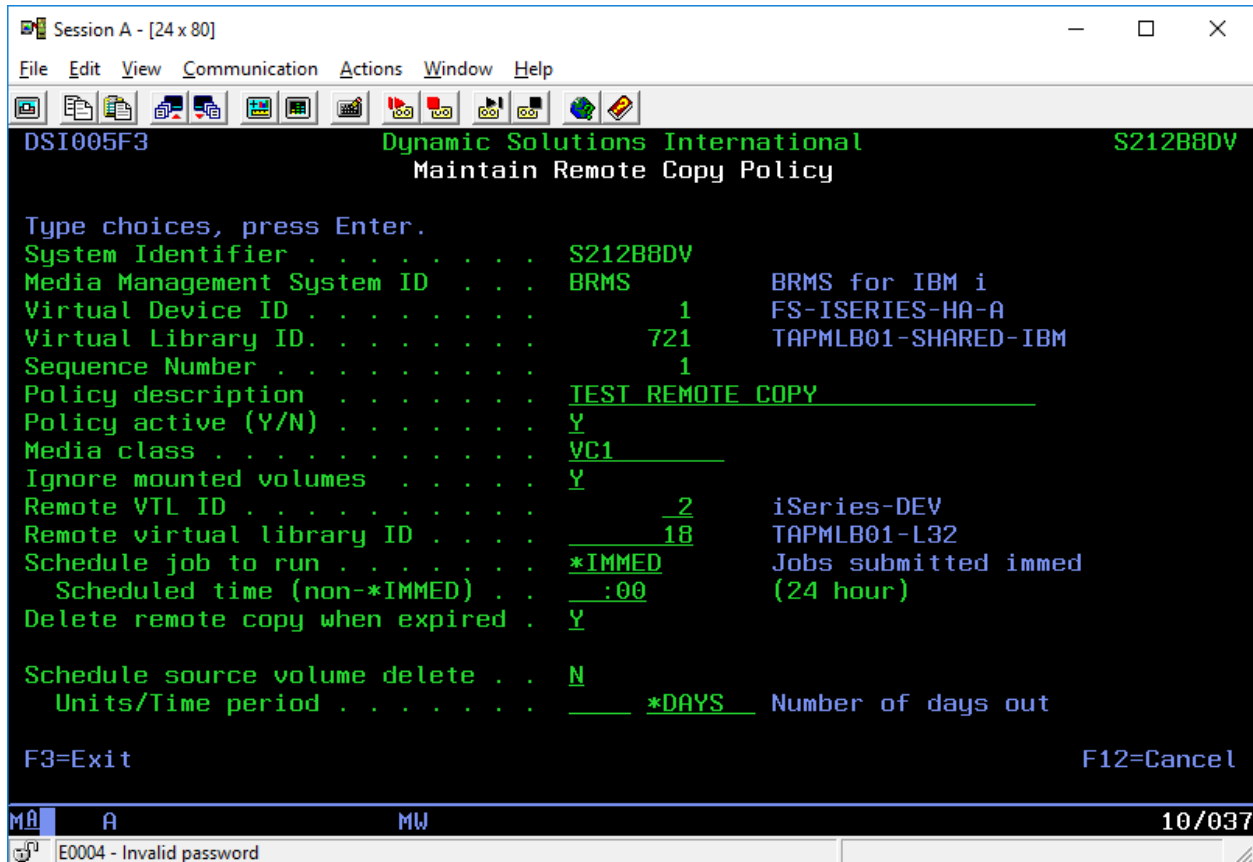 Session A - [24 x 80]
File Edit View Communication Actions Window Help
DSI005F3 Dynamic Solutions International S212B8DV
Maintain Remote Copy Policy
Type choices, press Enter.
System Identifier . . . . . . . . S212B8DV
Media Management System ID . . . BRMS BRMS for IBM i
Virtual Device ID . . . . . . . . 1 FS-ISERIES-HA-A
Virtual Library ID. . . . . . . . 721 TAPMLB01-SHARED-IBM
Sequence Number . . . . . . . . . 1
Policy description . . . . . . . TEST REMOTE COPY
Policy active (Y/N) . . . . . . . Y
Media class . . . . . . . . . . . VC1
Ignore mounted volumes . . . . . Y
Remote VTL ID . . . . . . . . . . 2 iSeries-DEV
Remote virtual library ID . . . . 18 TAPMLB01-L32
Schedule job to run . . . . . . . *IMMED Jobs submitted immed
Scheduled time (non-*IMMED) . . :00 (24 hour)
Delete remote copy when expired . Y
Schedule source volume delete . . N
Units/Time period . . . . . . . *DAYS Number of days out
F3=Exit F12=Cancel
MA A MW 10/037
E0004 - Invalid password